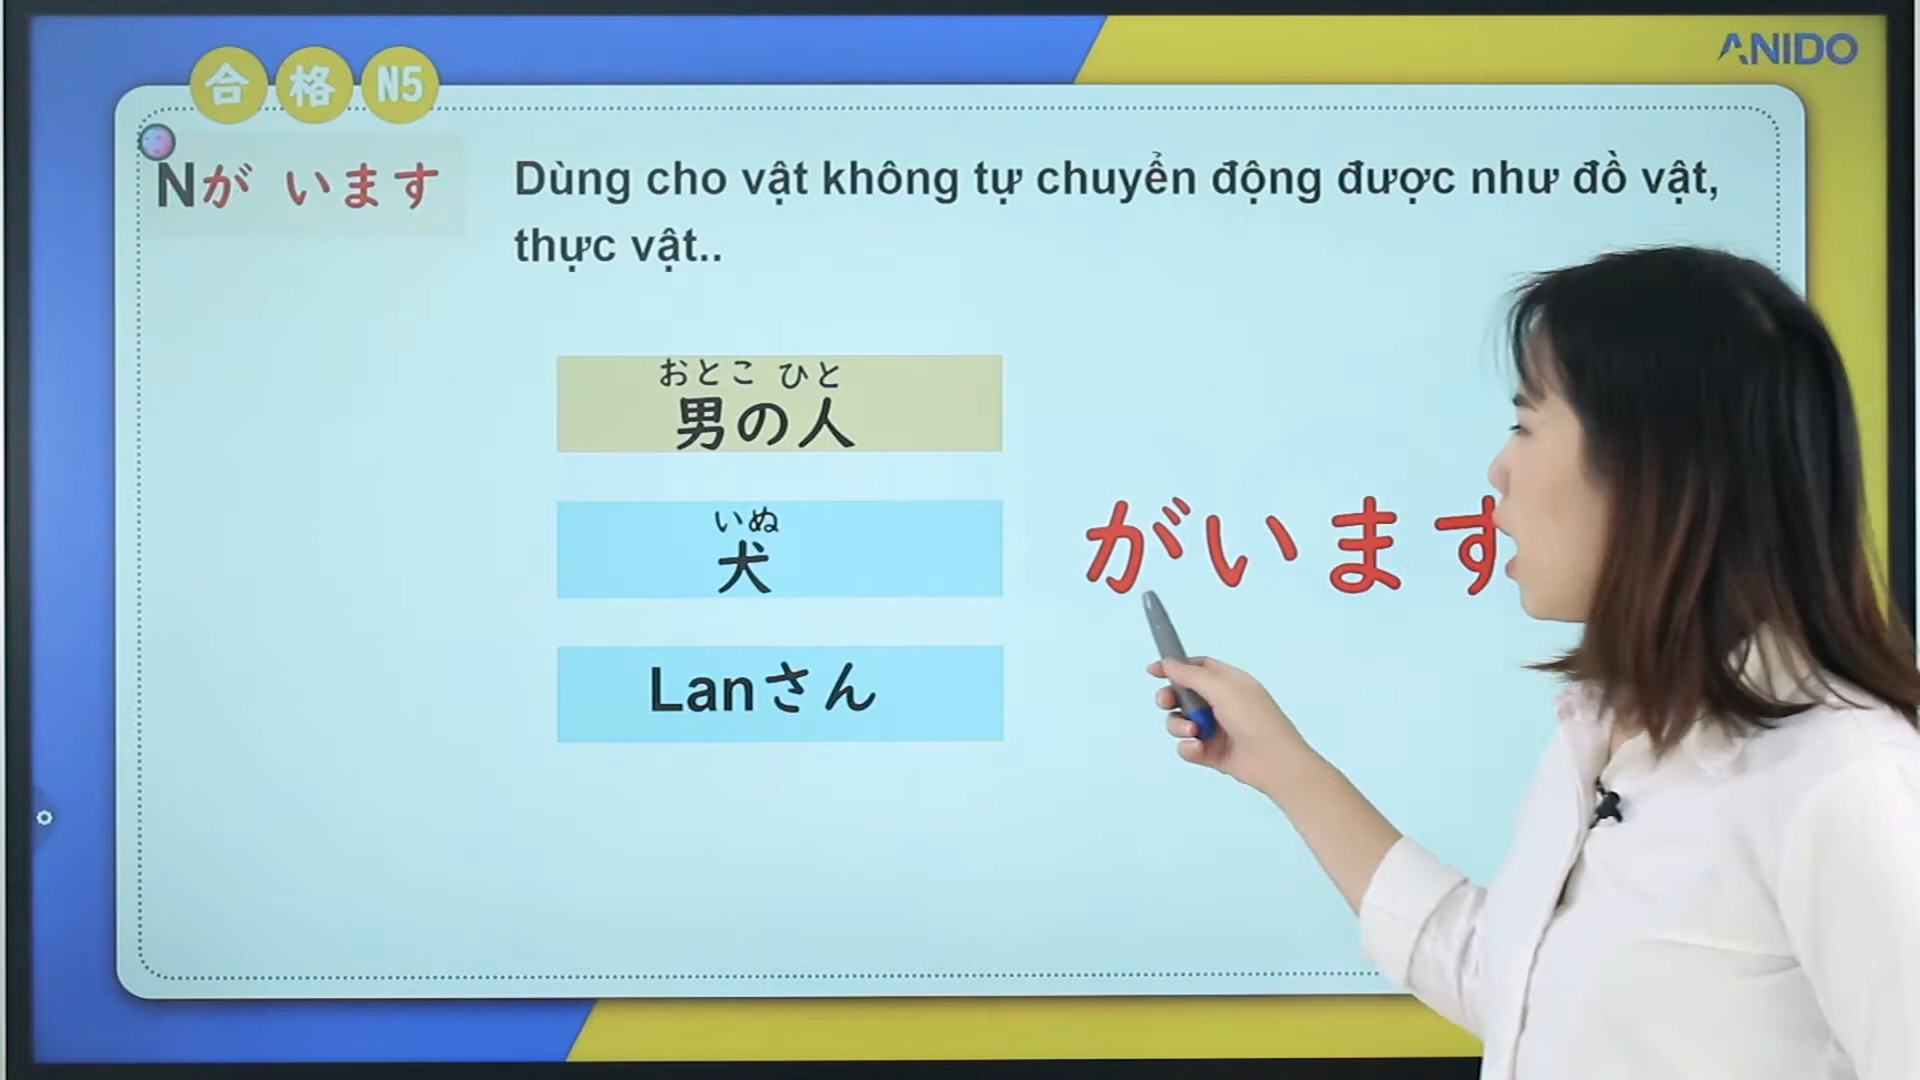 ANIDO
合格 N5
Nが います
Dùng cho vật không tự chuyển động được như đồ vật,
thực vật..
おとこ ひと
男の人
いぬ
犬
がいます
Lanさん